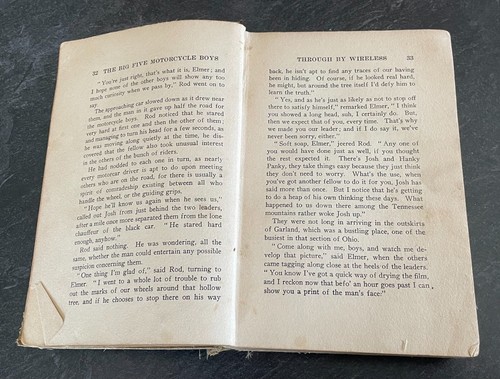 32 THE BIG FIVE MOTORCYCLE BOYS
"You're just right, that's what it is, Elmer; and
I hope none of the other boys will show any too
much curiosity when we pass by," Rod went on to
say.
The approaching car slowed down as it drew near
them, and the man in it gave up half the road for
the motorcycle boys. Rod noticed that he stared
very hard at first one and then the other of them;
and managing to turn his head for a few seconds, as
he was moving along quietly at the time, he dis-
covered that the fellow also took unusual interest
in the others of the bunch of riders.
He had nodded to each one in turn, as nearly
every motorcycle driver is apt to do upon meeting
others who are on the road, for there is usually a
spirit of comradeship existing between all who
handle the wheel, or the guiding grips.
"Hope he'll know us again when he sees us,"
called out Josh from just behind the two leaders,
after a mile once more separated them from the lone
chauffeur of the black car. "He stared hard
enough, anyhow."
Rod said nothing. He was wondering, all the
same, whether the man could entertain any possible
suspicion concerning them.
"One thing I'm glad of," said Rod, turning to
Elmer. "I went to a whole lot of trouble to rub
out the marks of our wheels around that hollow
tree, and if he chooses to stop there on his way
THROUGH BY WIRELESS 33
back, he isn't apt to find any traces of our having
been in hiding. Of course, if he looked real hard,
he might, but around the tree itself I'd defy him to
learn the truth."
"Yes, and as he's just as likely as not to stop off
there to satisfy himself," remarked Elmer, "I think
you showed a long head, suh, I certainly do. But,
then we expect that of you, every time. That's why
we made you our leader; and if I do say it, we've
never been sorry, either."
"Soft soap, Elmer," jeered Rod. "Any one of
you would have done just as well, if you thought
the rest expected it. There's Josh and Hanky
Panky, they take things easy because they just think
they don't need to worry. What's the use, when
you've got another fellow to do it for you, Josh has
said more than once. But I notice that he's getting
to do a heap of his own thinking these days. What
happened to us down there among the Tennessee
mountains rather woke Josh up."
They were not long in arriving in the outskirts
of Garland, which was a bustling place, one of the
busiest in that section of Ohio.
"Come along with me, boys, and watch me de-
velop that picture," said Elmer, when the others
came tagging along close at the heels of the leaders.
"You know I've got a quick way of drying the film,
and I reckon now that befo' an hour goes past I can
show you a print of the man's face."